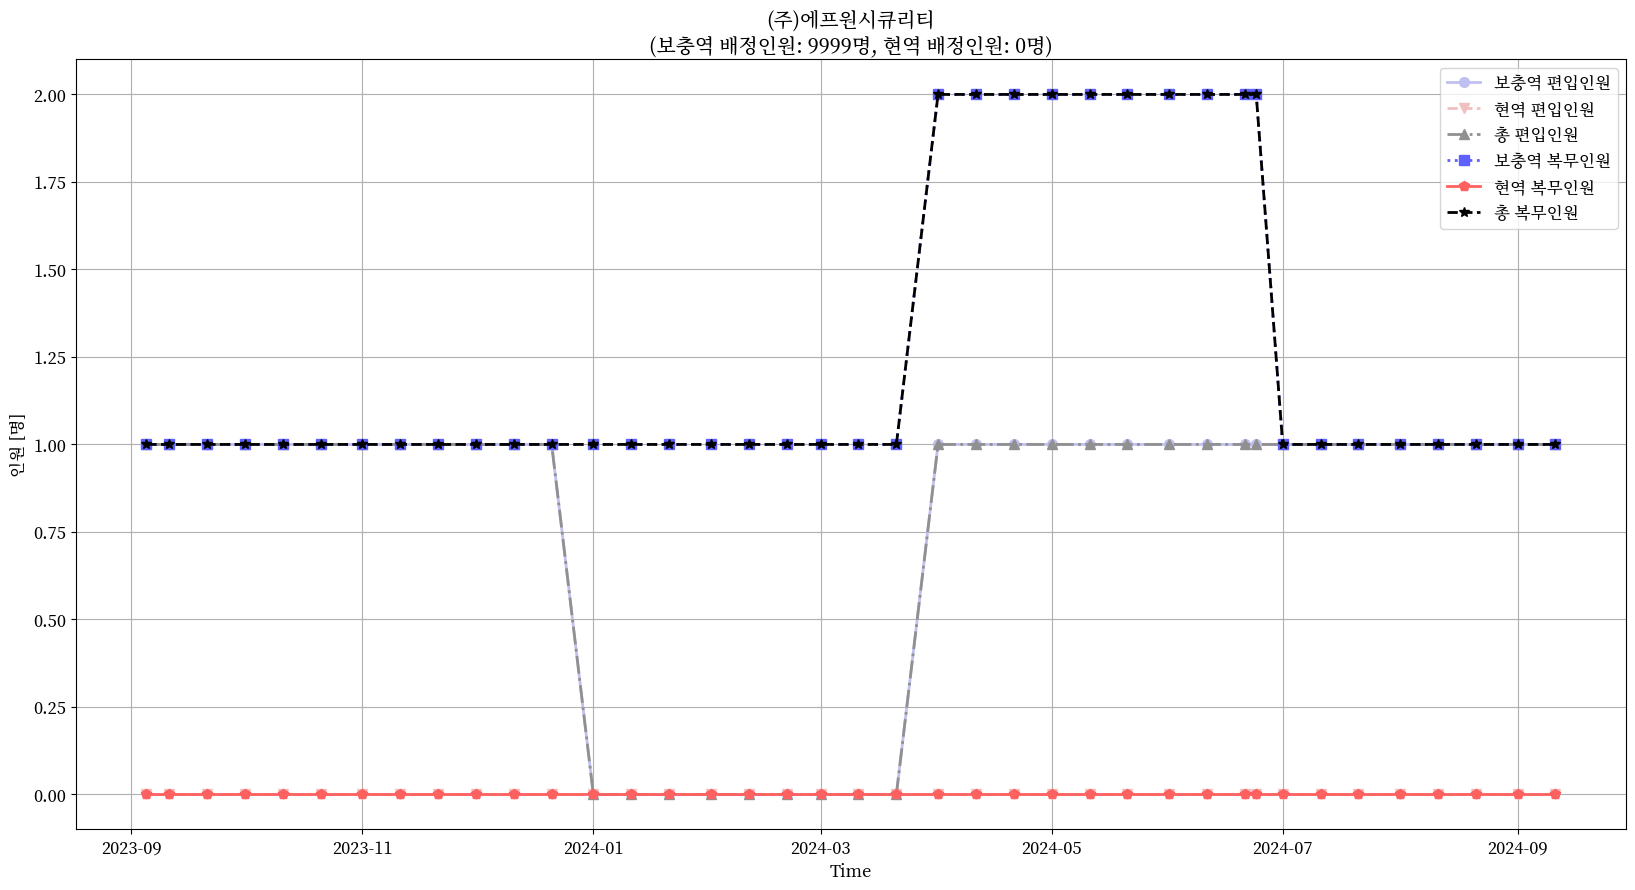 (주)에프원시큐리티
(보충역 배정인원: 9999명, 현역 배정인원: 0명)
보충역 편입인원
현역 편입인원
총 편입인원
보충역 복무인원
현역 복무인원
총 복무인원
인원 [명]
2.00
1.75
1.50
1.25
1.00
0.75
0.50
0.25
0.00
2023-09
2023-11
2024-01
2024-03
2024-05
2024-07
2024-09
Time